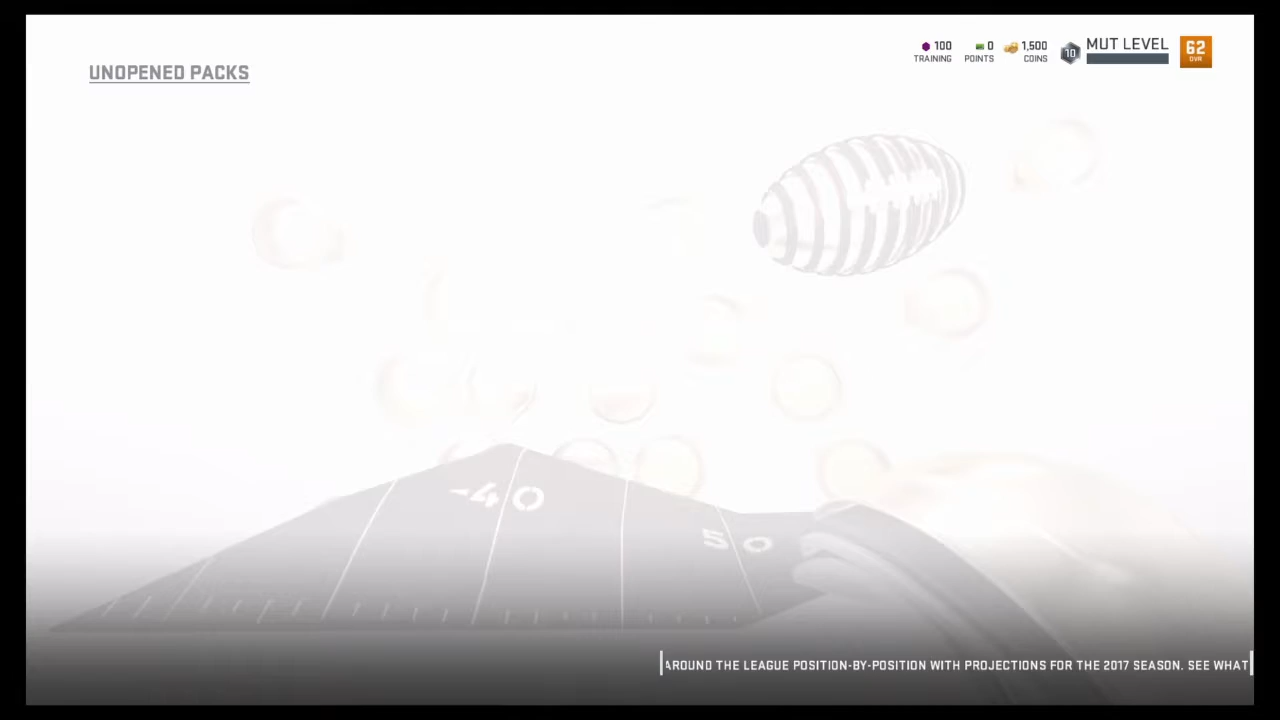 UNOPENED PACKS
100
TRAINING
0
POINTS
1,500
COINS
10
MUT LEVEL
62
OVR
40
50
AROUND THE LEAGUE POSITION-BY-POSITION WITH PROJECTIONS FOR THE 2017 SEASON. SEE WHAT